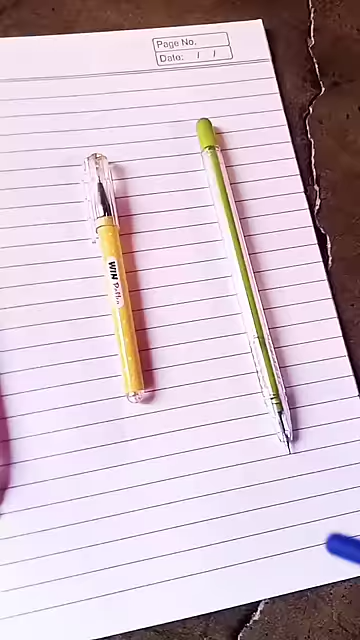 Page No.
Date: / /
WIN